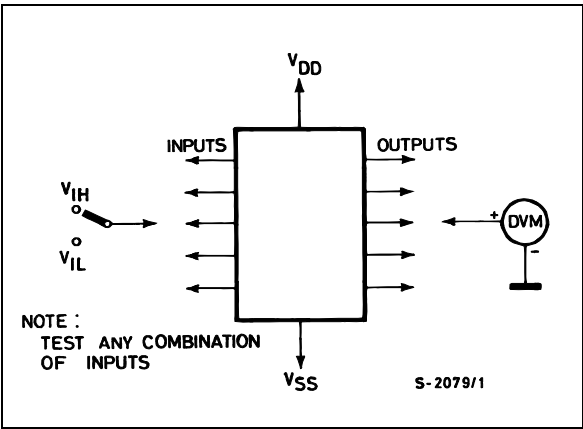 VDD
INPUTS
OUTPUTS
VIH
VIL
+
DVM
-
NOTE:
TEST ANY COMBINATION
OF INPUTS
VSS
S-2079/1